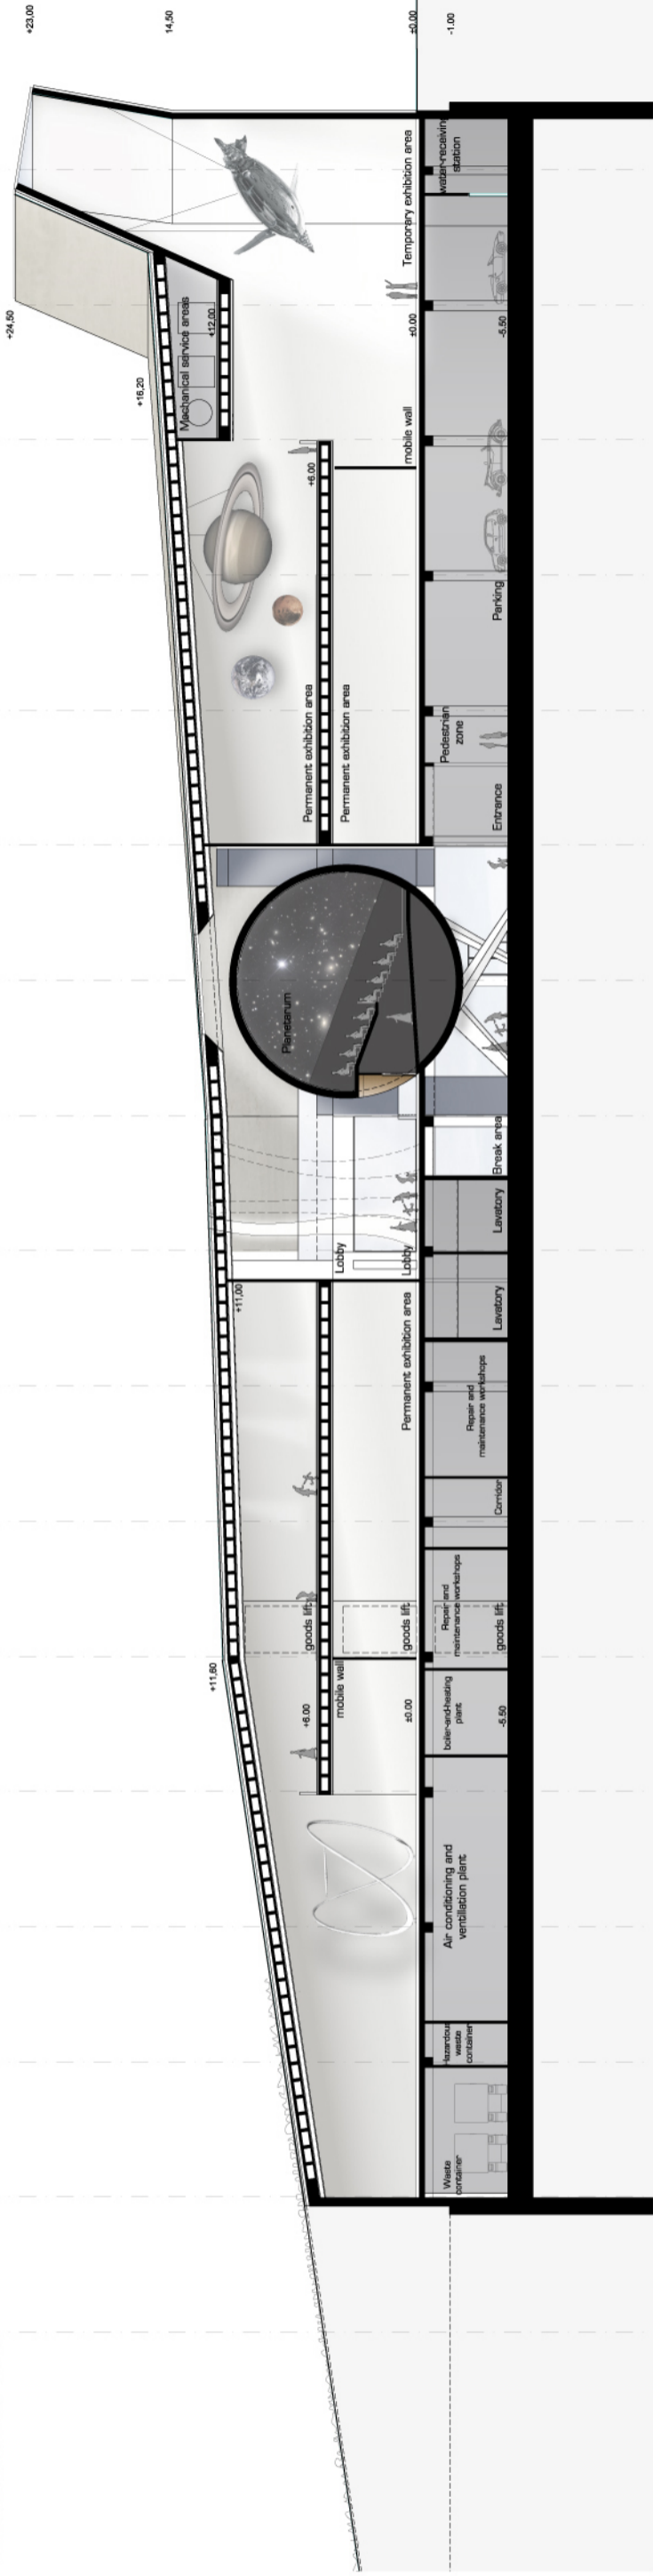 +24,50
+23,00
+16,20
14,50
Mechanical service areas
+11,60
+12,00
+11,00
Planetarum
+6.00
goods lift
Permanent exhibition area
+6.00
mobile wall
Lobby
Permanent exhibition area
±0.00
goods lift
Permanent exhibition area
Lobby
mobile wall
±0.00
Temporary exhibition area
±0.00
-1.00
Waste
container
Hazardous
waste
container
Air conditioning and
ventillation plant
boiler-and-heating
plant
-5.50
Repair and
maintenance workshops
goods lift
Corridor
Repair and
maintenance workshops
Lavatory
Lavatory
Break area
Entrance
Pedestrian
zone
Parking
-5.50
water-receiving
station